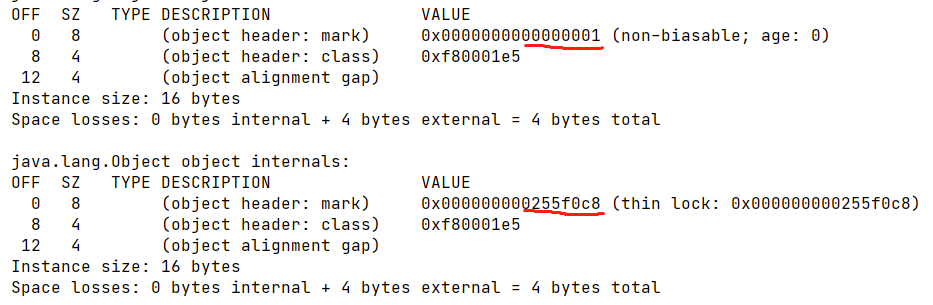 OFF  SZ   TYPE DESCRIPTION               VALUE
  0   8        (object header: mark)     0x0000000000000001 (non-biasable; age: 0)
  8   4        (object header: class)    0xf80001e5
 12   4        (object alignment gap)
Instance size: 16 bytes
Space losses: 0 bytes internal + 4 bytes external = 4 bytes total

java.lang.Object object internals:
OFF  SZ   TYPE DESCRIPTION               VALUE
  0   8        (object header: mark)     0x000000000255f0c8 (thin lock: 0x000000000255f0c8)
  8   4        (object header: class)    0xf80001e5
 12   4        (object alignment gap)
Instance size: 16 bytes
Space losses: 0 bytes internal + 4 bytes external = 4 bytes total